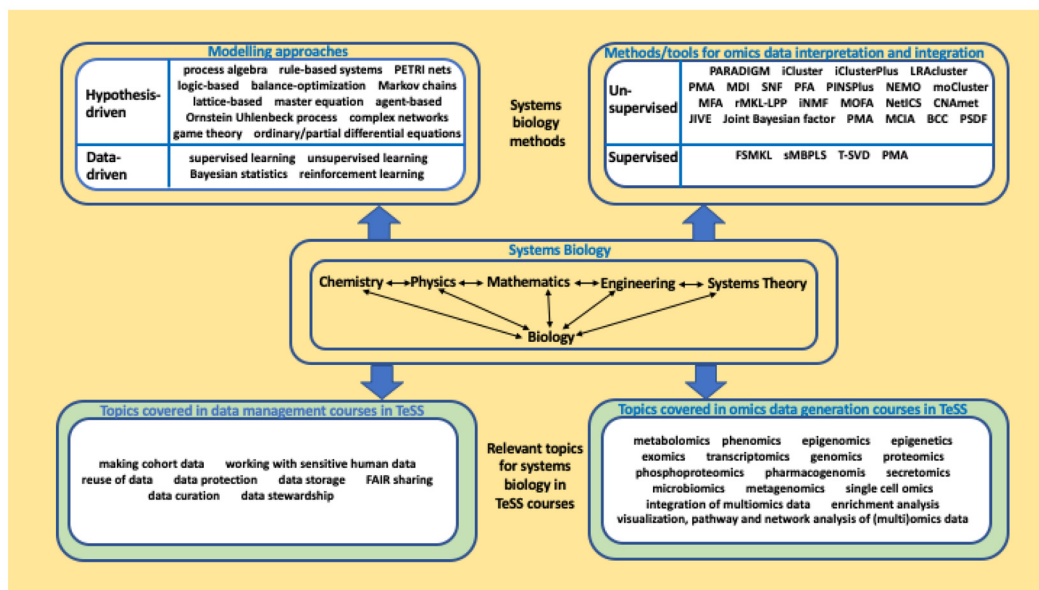 Modelling approaches
Hypothesis-driven
process algebra rule-based systems PETRI nets
logic-based balance-optimization Markov chains
lattice-based master equation agent-based
Ornstein Uhlenbeck process complex networks
game theory ordinary/partial differential equations
Data-driven
supervised learning unsupervised learning
Bayesian statistics reinforcement learning
Systems
biology
methods
Methods/tools for omics data interpretation and integration
Un-supervised
PARADIGM iCluster iClusterPlus LRAcluster
PMA MDI SNF PFA PINSPlus NEMO moCluster
MFA rMKL-LPP iNMF MOFA NetICS CNAmet
JIVE Joint Bayesian factor PMA MCIA BCC PSDF
Supervised
FSMKL sMBPLS T-SVD PMA
Systems Biology
Chemistry Physics Mathematics Engineering Systems Theory
Biology
Topics covered in data management courses in TeSS
making cohort data working with sensitive human data
reuse of data data protection data storage FAIR sharing
data curation data stewardship
Relevant topics
for systems
biology in
TeSS courses
Topics covered in omics data generation courses in TeSS
metabolomics phenomics epigenomics epigenetics
exomics transcriptomics genomics proteomics
phosphoproteomics pharmacogenomis secretomics
microbiomics metagenomics single cell omics
integration of multiomics data enrichment analysis
visualization, pathway and network analysis of (multi)omics data